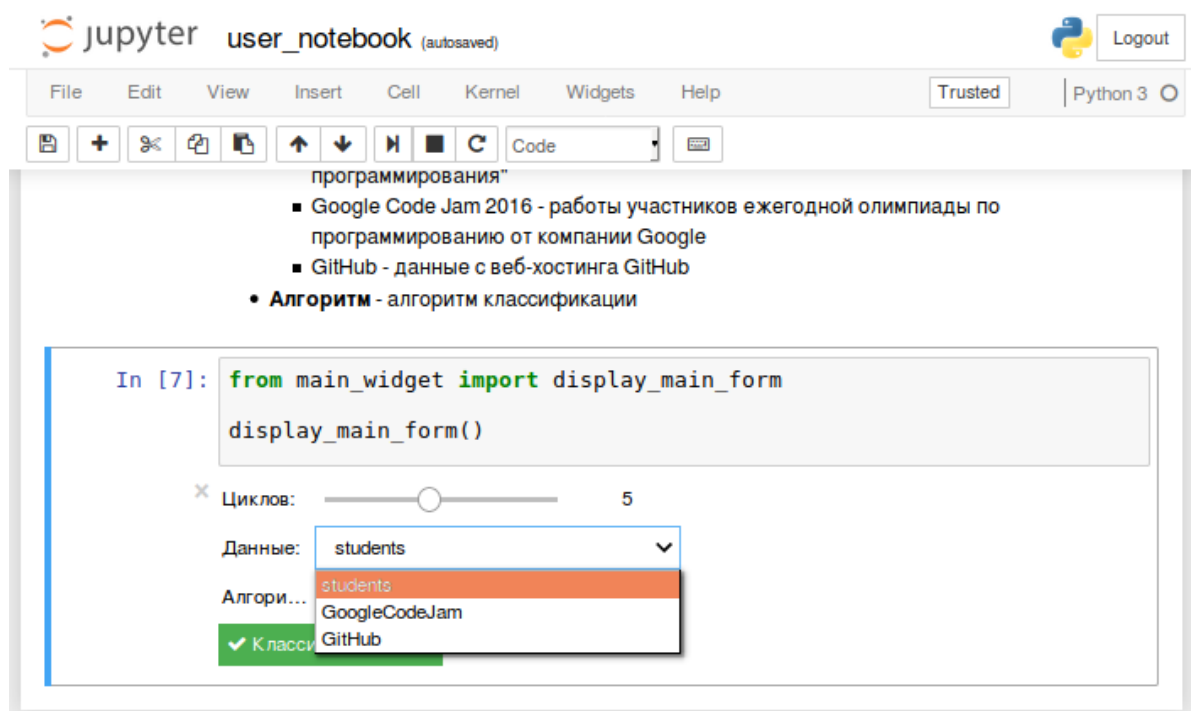 jupyter user_notebook (autosaved) Logout
File Edit View Insert Cell Kernel Widgets Help Trusted Python 3
Code
программирования"
Google Code Jam 2016 - работы участников ежегодной олимпиады по
программированию от компании Google
GitHub - данные с веб-хостинга GitHub
Алгоритм - алгоритм классификации
In [7]: from main_widget import display_main_form
display_main_form()
Циклов: 5
Данные: students
students
Алгори...
GoogleCodeJam
GitHub
Класси